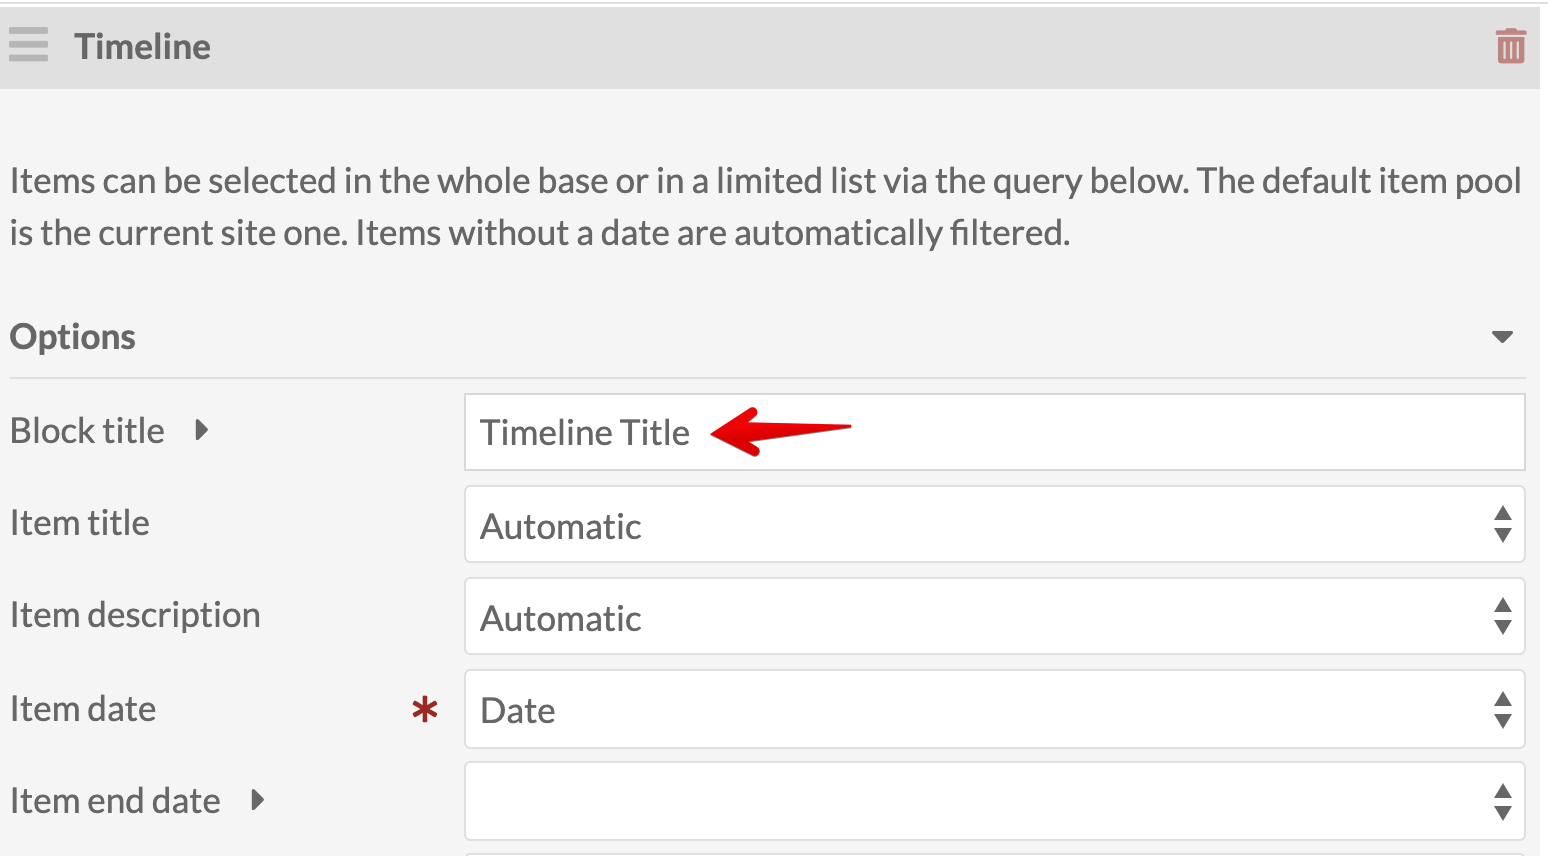 Timeline
Items can be selected in the whole base or in a limited list via the query below. The default item pool
is the current site one. Items without a date are automatically filtered.
Options
Block title
Timeline Title
Item title
Automatic
Item description
Automatic
Item date
*
Date
Item end date